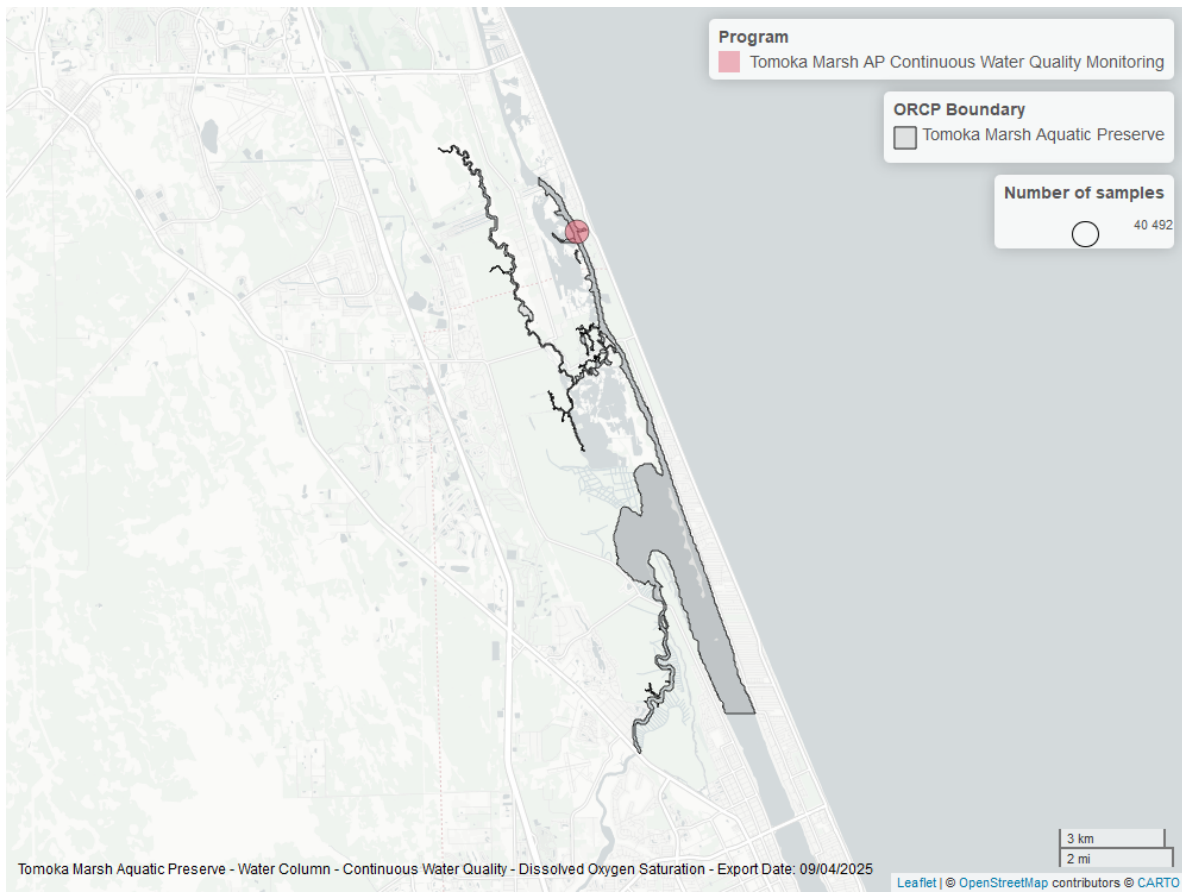 Program
Tomoka Marsh AP Continuous Water Quality Monitoring
ORCP Boundary
Tomoka Marsh Aquatic Preserve
Number of samples
40 492
3 km
2 mi
Tomoka Marsh Aquatic Preserve - Water Column - Continuous Water Quality - Dissolved Oxygen Saturation - Export Date: 09/04/2025
Leaflet | © OpenStreetMap contributors © CARTO